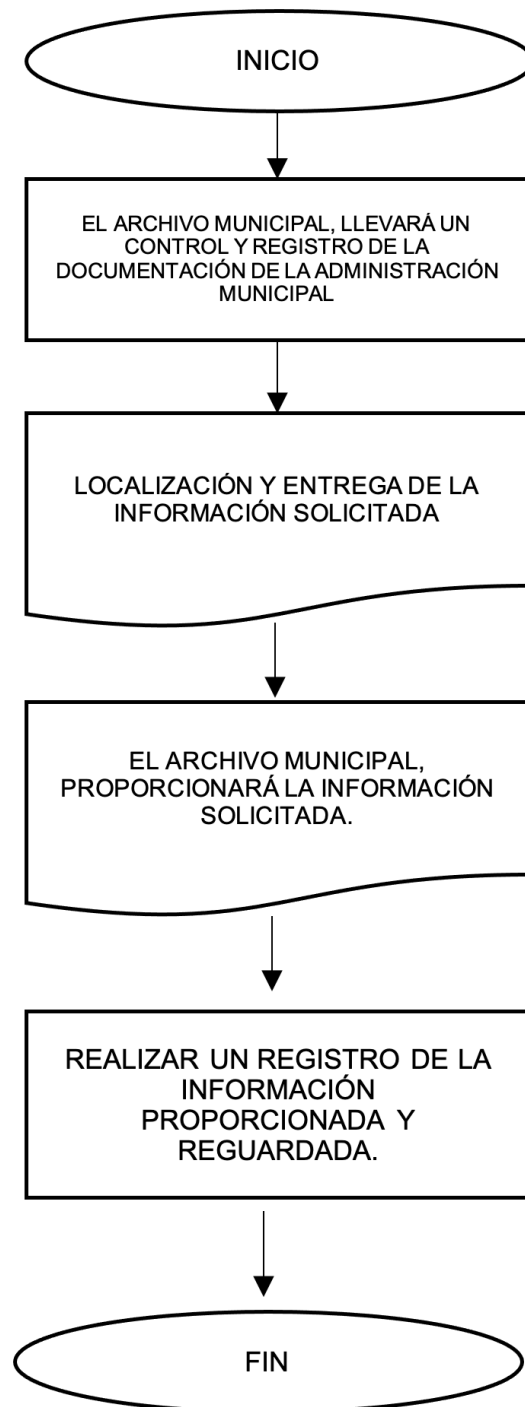 INICIO
EL ARCHIVO MUNICIPAL, LLEVARÁ UN
CONTROL Y REGISTRO DE LA
DOCUMENTACIÓN DE LA ADMINISTRACIÓN
MUNICIPAL
LOCALIZACIÓN Y ENTREGA DE LA
INFORMACIÓN SOLICITADA
EL ARCHIVO MUNICIPAL,
PROPORCIONARÁ LA INFORMACIÓN
SOLICITADA.
REALIZAR UN REGISTRO DE LA
INFORMACIÓN
PROPORCIONADA Y
REGUARDADA.
FIN